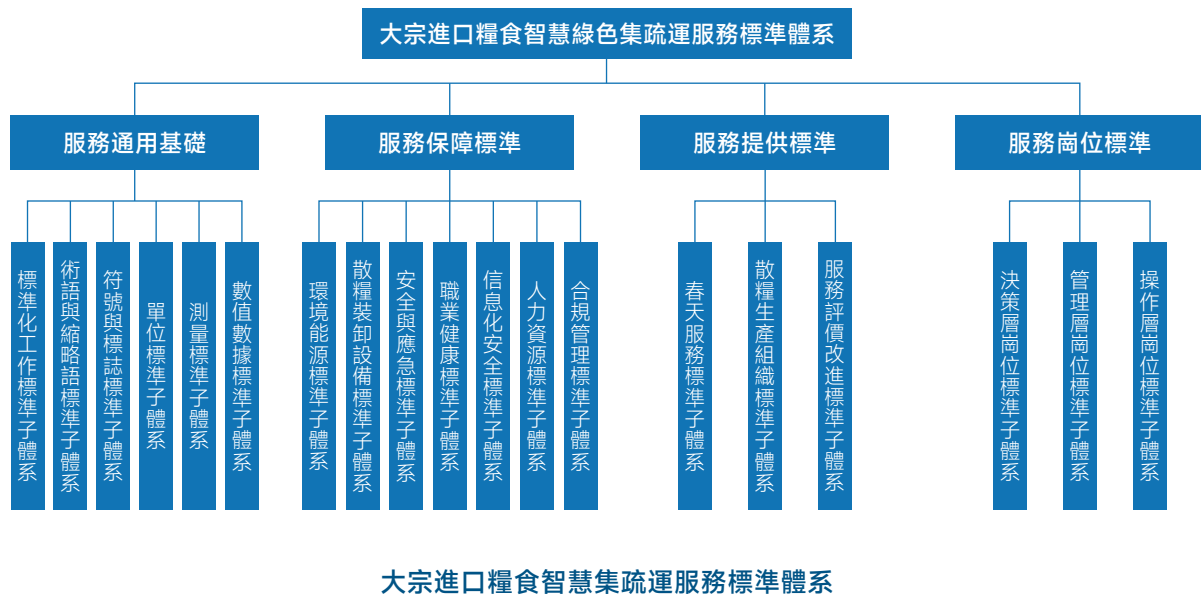 大宗進口糧食智慧綠色集疏運服務標準體系
服務通用基礎
服務保障標準
服務提供標準
服務崗位標準
標準化工作標準子體系
術語與縮略語標準子體系
符號與標誌標準子體系
單位標準子體系
測量標準子體系
數值數據標準子體系
環境能源標準子體系
散糧裝卸設備標準子體系
安全與應急標準子體系
職業健康標準子體系
信息化安全標準子體系
人力資源標準子體系
合規管理標準子體系
春天服務標準子體系
散糧生產組織標準子體系
服務評價改進標準子體系
決策層崗位標準子體系
管理層崗位標準子體系
操作層崗位標準子體系
大宗進口糧食智慧集疏運服務標準體系